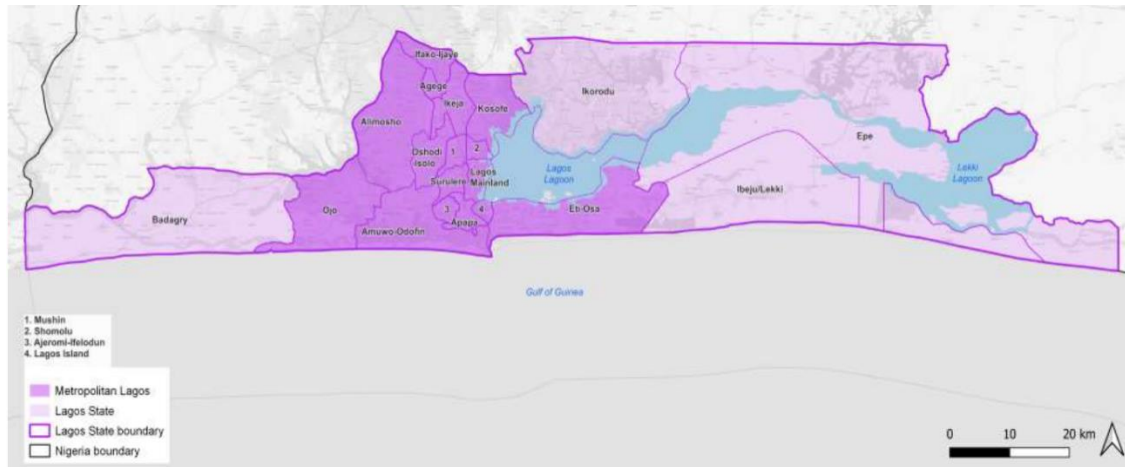 Ifako-Ijaye
Agege
Ikeja
Kosofe
Ikorodu
Alimosho
Oshodi
Isolo
1
2
Epe
Lagos
Mainland
Lagos
Lagoon
Lekki
Lagoon
Surulere
Ibeju/Lekki
Badagry
Ojo
3
4
Apapa
Eti-Osa
Amuwo-Odofin
Gulf of Guinea
1. Mushin
2. Shomolu
3. Ajeromi-Ifelodun
4. Lagos Island
Metropolitan Lagos
Lagos State
Lagos State boundary
Nigeria boundary
0 10 20 km